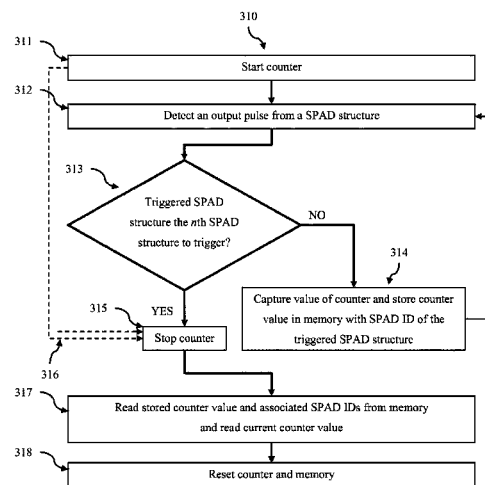 310
311
Start counter
312
Detect an output pulse from a SPAD structure
313
Triggered SPAD
structure the nth SPAD
structure to trigger?
NO
314
Capture value of counter and store counter
value in memory with SPAD ID of the
triggered SPAD structure
YES
315
Stop counter
316
317
Read stored counter value and associated SPAD IDs from memory
and read current counter value
318
Reset counter and memory